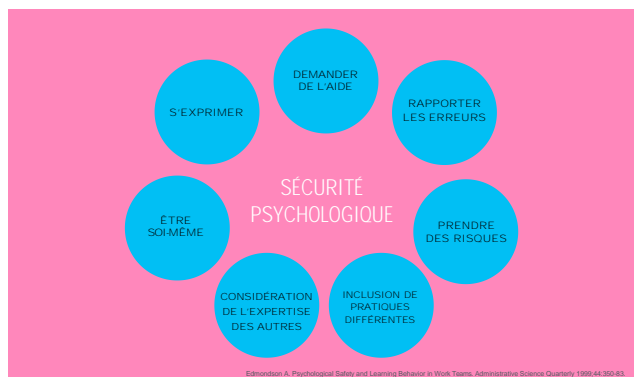 DEMANDER
DE L'AIDE
RAPPORTER
LES ERREURS
PRENDRE
DES RISQUES
INCLUSION DE
PRATIQUES
DIFFÉRENTES
CONSIDÉRATION
DE L'EXPERTISE
DES AUTRES
ÊTRE
SOI-MÊME
S'EXPRIMER
SÉCURITÉ
PSYCHOLOGIQUE
Edmondson A. Psychological Safety and Learning Behavior in Work Teams. Administrative Science Quarterly 1999;44:350-83.